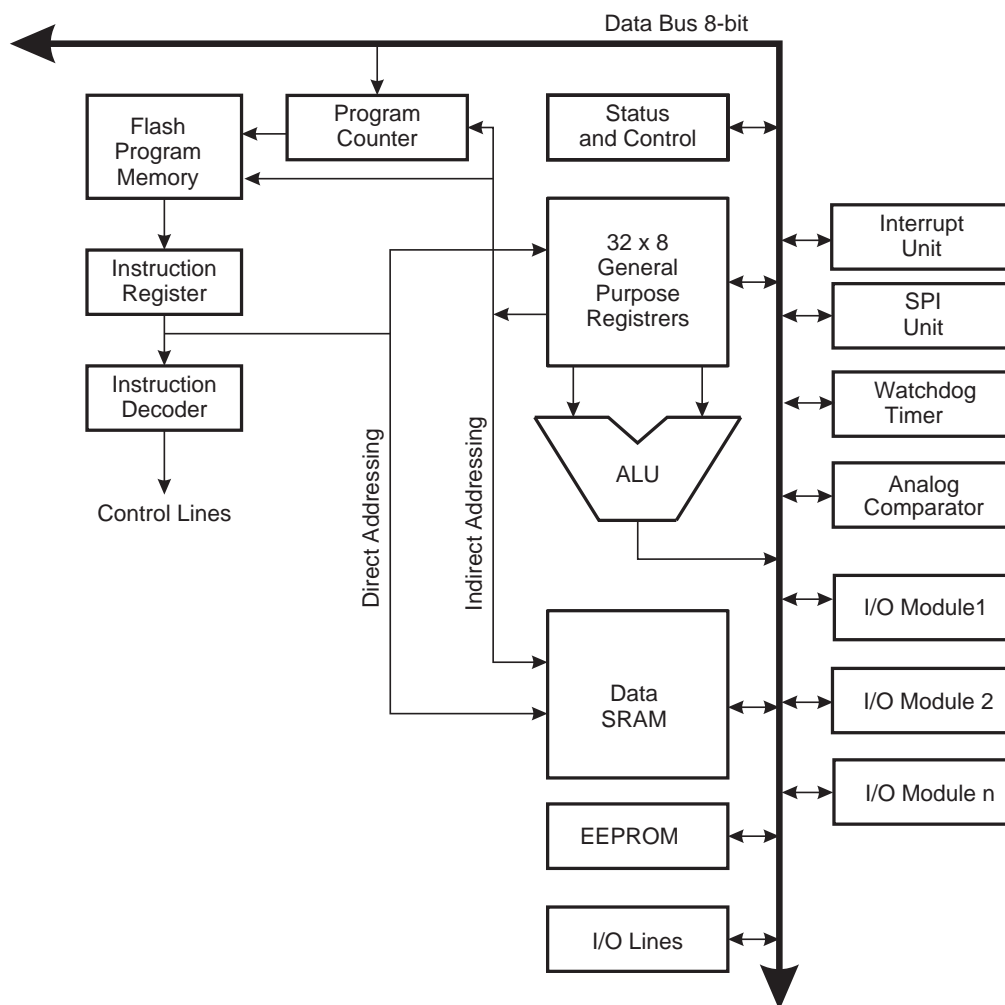 Data Bus 8-bit
Flash
Program
Memory
Program
Counter
Status
and Control
Instruction
Register
32 x 8
General
Purpose
Registrers
Interrupt
Unit
SPI
Unit
Instruction
Decoder
Watchdog
Timer
Control Lines
Direct Addressing
Indirect Addressing
ALU
Analog
Comparator
I/O Module1
Data
SRAM
I/O Module 2
I/O Module n
EEPROM
I/O Lines